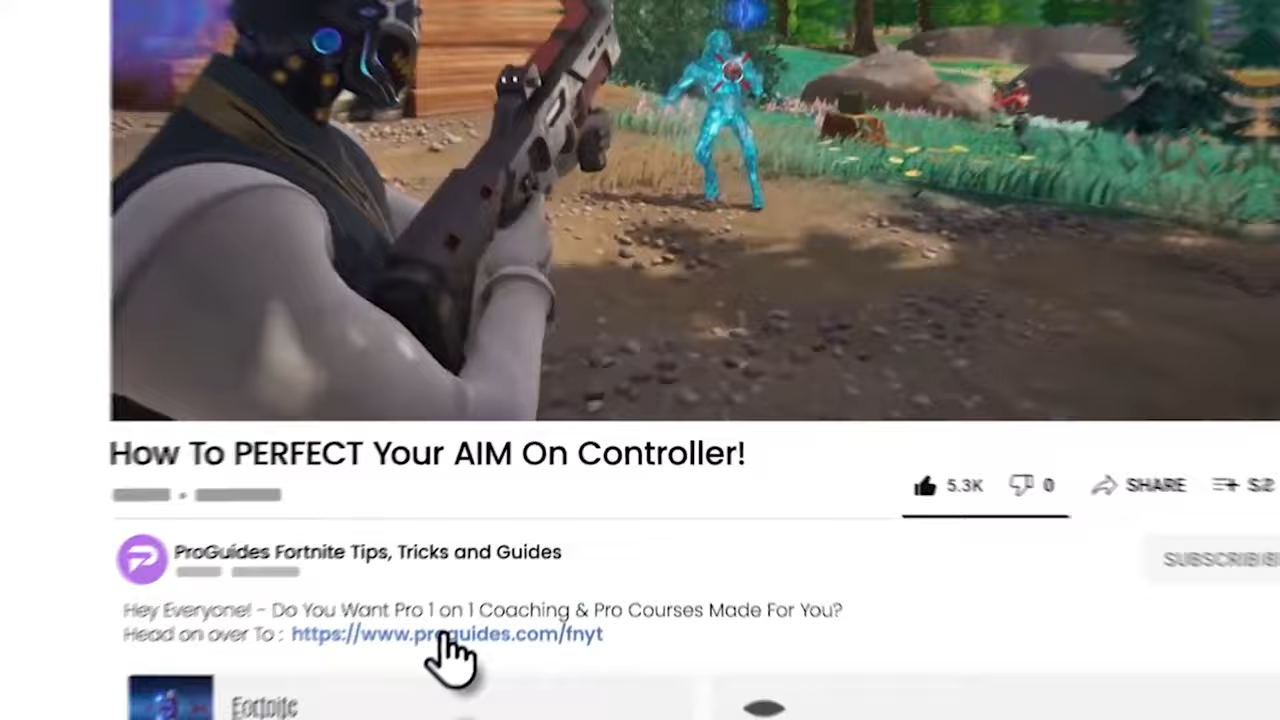 How To PERFECT Your AIM On Controller!
5.3K 0 SHARE
ProGuides Fortnite Tips, Tricks and Guides
Hey Everyone! - Do You Want Pro 1 on 1 Coaching & Pro Courses Made For You?
Head on over To : https://www.proguides.com/fnyt
Fortnite